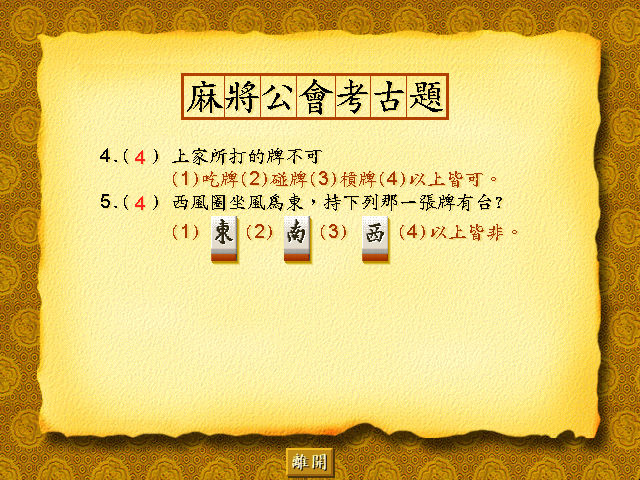 麻將公會考古題
4.( 4 ) 上家所打的牌不可
(1)吃牌(2)碰牌(3)槓牌(4)以上皆可。
5.( 4 ) 西風圈坐風為東，持下列那一張牌有台?
(1) 東 (2) 南 (3) 西 (4)以上皆非。
離開